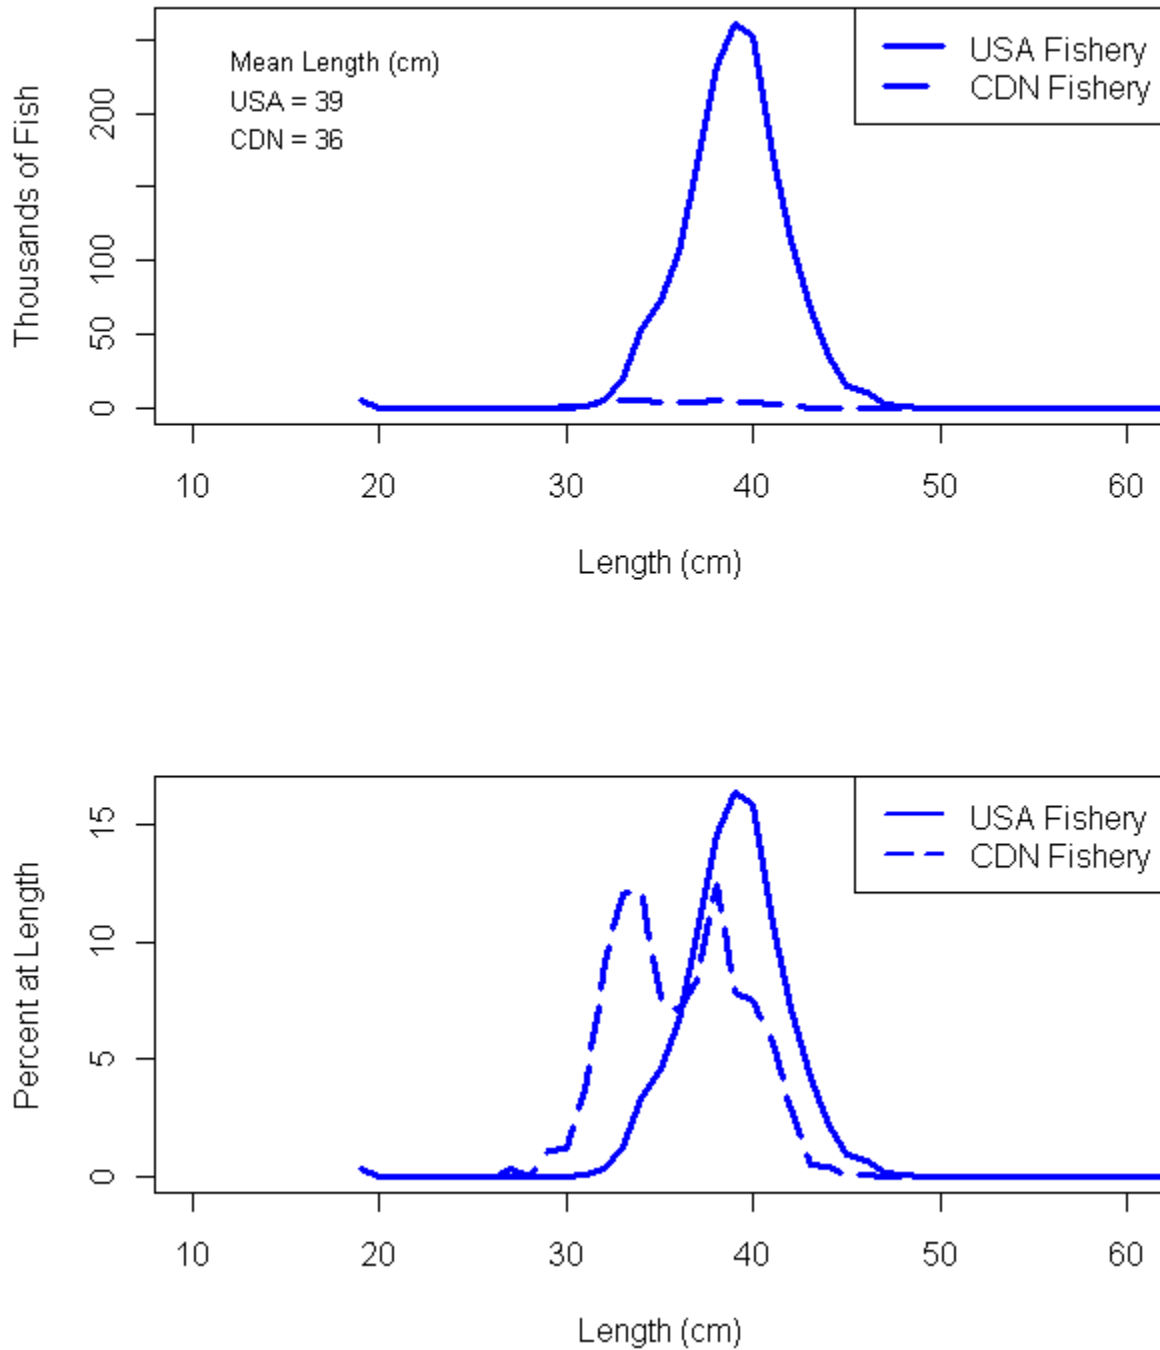 Thousands of Fish
200
100
50
0
Mean Length (cm)
USA = 39
CDN = 36
USA Fishery
CDN Fishery
10 20 30 40 50 60
Length (cm)
Percent at Length
15
10
5
0
USA Fishery
CDN Fishery
10 20 30 40 50 60
Length (cm)